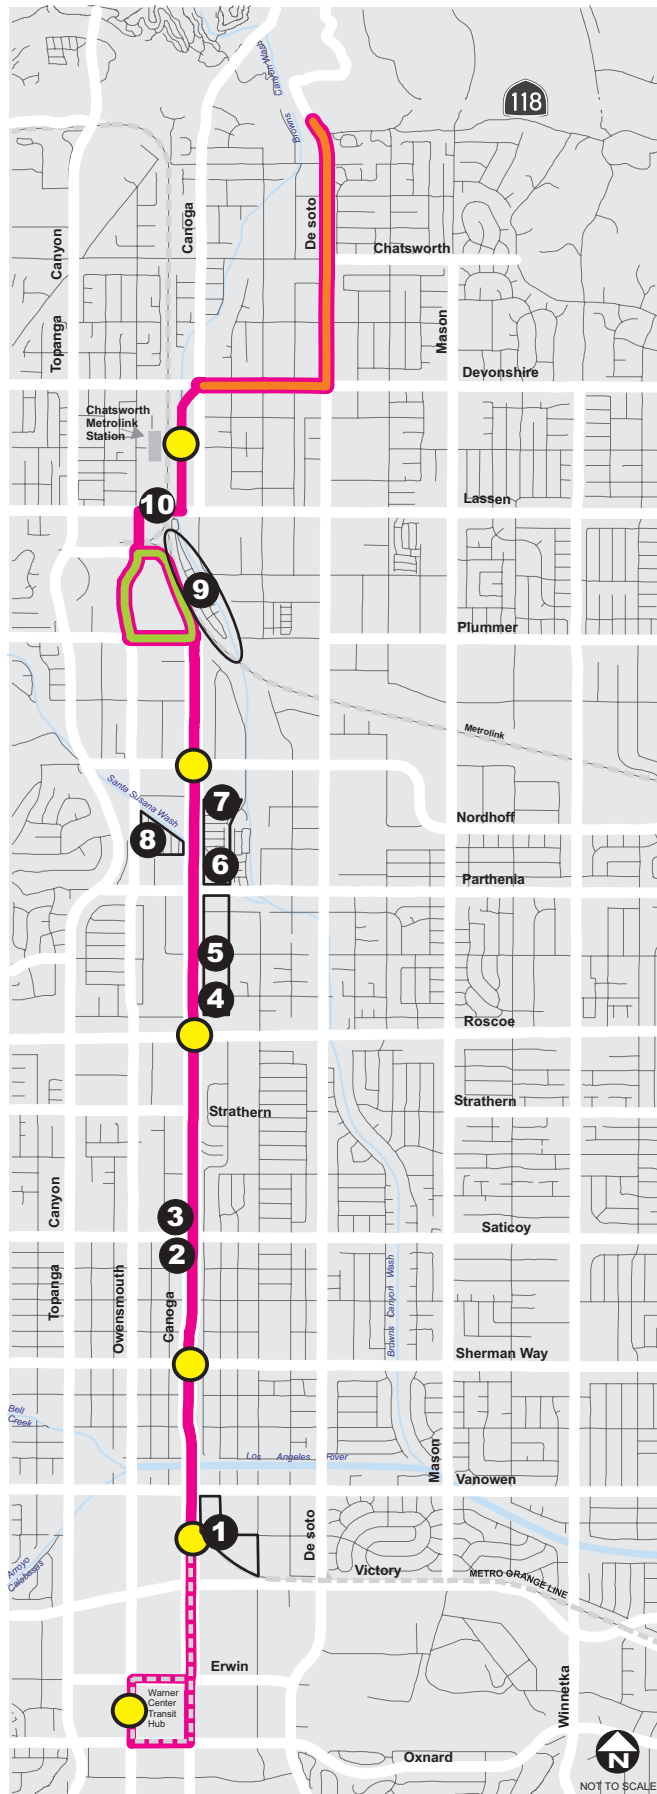 Browns
Canyon Wash
118
Canyon
Canoga
De soto
Chatsworth
Topanga
Mason
Devonshire
Chatsworth
Metrolink
Station
10
Lassen
9
Plummer
Metrolink
Santa Susana Wash
7
Nordhoff
8
6
Parthenia
5
4
Roscoe
Strathern
Strathern
Canyon
3
Saticoy
2
Topanga
Owensmouth
Canoga
Browns Canyon Wash
Sherman Way
Bell
Creek
Los Angeles River
Mason
Vanowen
1
De soto
Arroyo
Calabasas
Victory
METRO ORANGE LINE
Erwin
Warner
Center
Transit
Hub
Winnetka
Oxnard
N
NOT TO SCALE